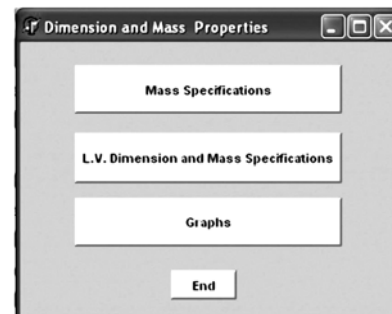 Dimension and Mass Properties
Mass Specifications
L.V. Dimension and Mass Specifications
Graphs
End